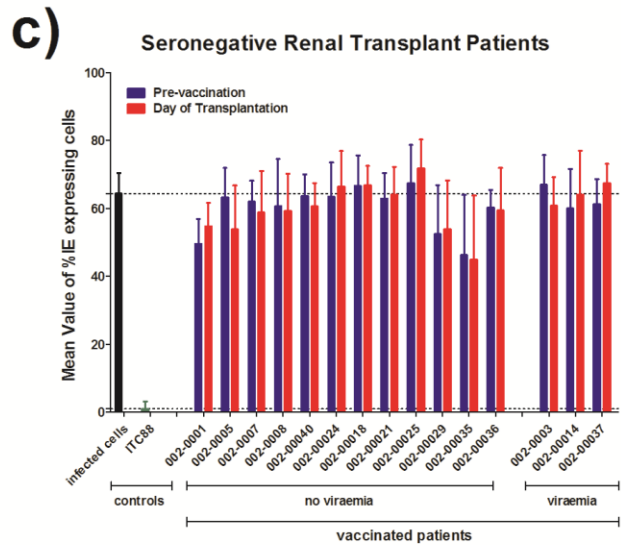 c)
Seronegative Renal Transplant Patients
Pre-vaccination
Day of Transplantation
Mean Value of %IE expressing cells
100
80
60
40
20
0
infected cells
ITC88
002-0001
002-0005
002-0007
002-0008
002-00040
002-00024
002-00018
002-00021
002-00025
002-00029
002-00035
002-00036
002-0003
002-00014
002-00037
controls
no viraemia
viraemia
vaccinated patients